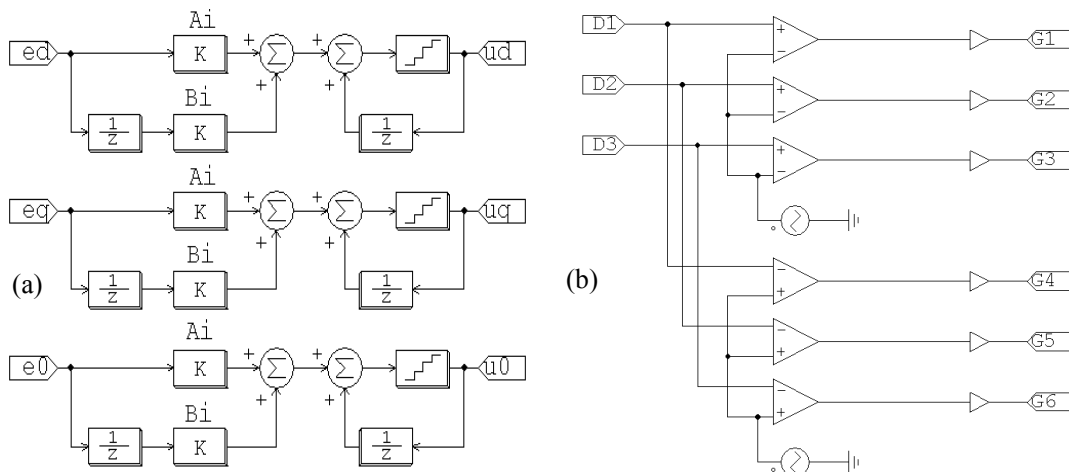 Ai
ed
K
+
Σ
+
Σ
ud
+
+
Bi
1
z
K
1
z
Ai
eq
K
+
Σ
+
Σ
uq
+
+
Bi
(a)
1
z
K
1
z
Ai
e0
K
+
Σ
+
Σ
u0
+
+
Bi
1
z
K
1
z
D1
+
−
G1
D2
+
−
G2
D3
+
−
G3
(b)
−
+
G4
−
+
G5
−
+
G6